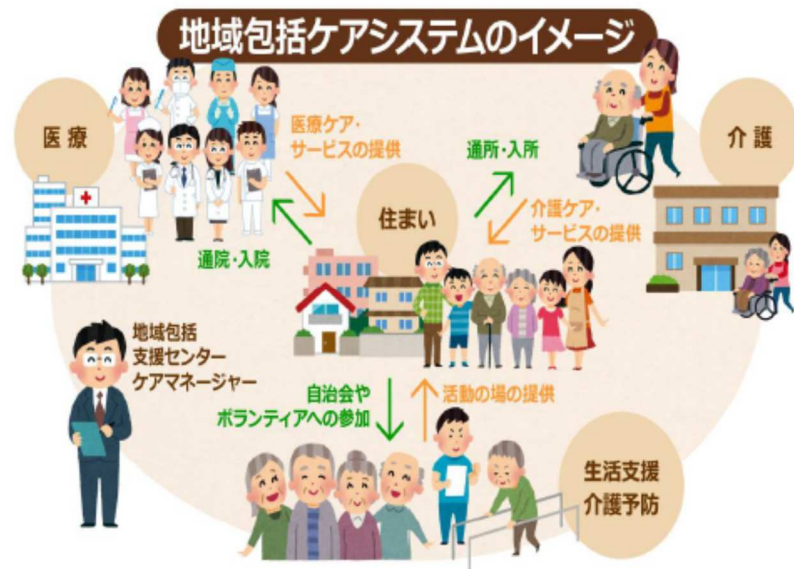 地域包括ケアシステムのイメージ
医療
医療ケア・
サービスの提供
通院・入院
住まい
通所・入所
介護ケア・
サービスの提供
介護
地域包括
支援センター
ケアマネージャー
自治会や
ボランティアへの参加
活動の場の提供
生活支援
介護予防